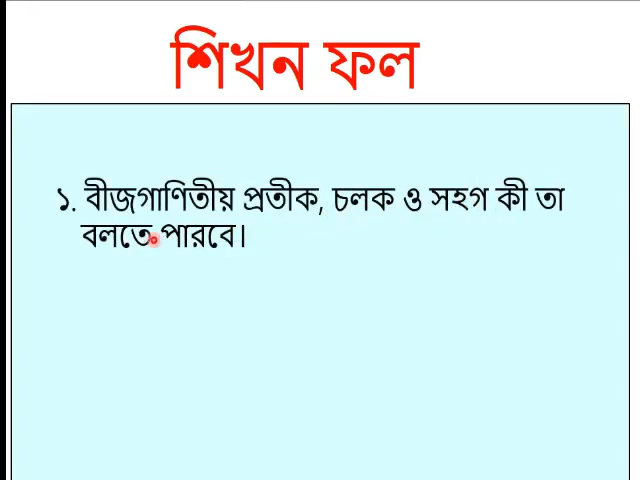 শিখন ফল
১. বীজগাণিতীয় প্রতীক, চলক ও সহগ কী তা
বলতে পারবে।